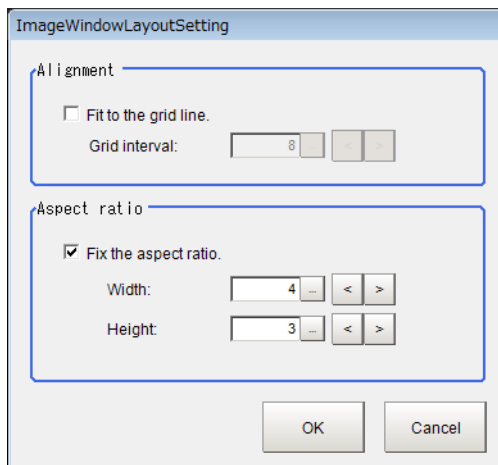 ImageWindowLayoutSetting
Alignment
Fit to the grid line.
Grid interval: 8 ... < >
Aspect ratio
Fix the aspect ratio.
Width: 4 ... < >
Height: 3 ... < >
OK Cancel